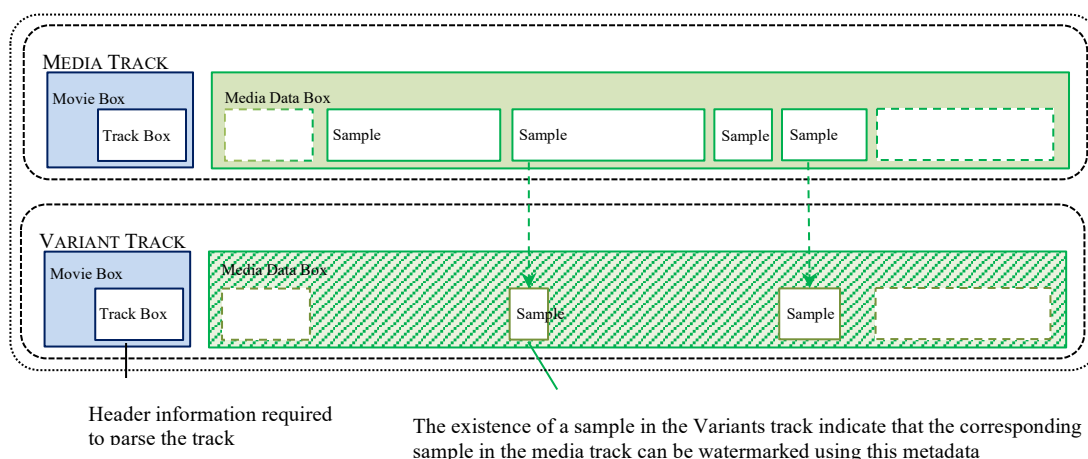 MEDIA TRACK
Movie Box
Track Box
Media Data Box
Sample
Sample
Sample
Sample
VARIANT TRACK
Movie Box
Track Box
Media Data Box
Sample
Sample
Header information required
to parse the track
The existence of a sample in the Variants track indicate that the corresponding
sample in the media track can be watermarked using this metadata